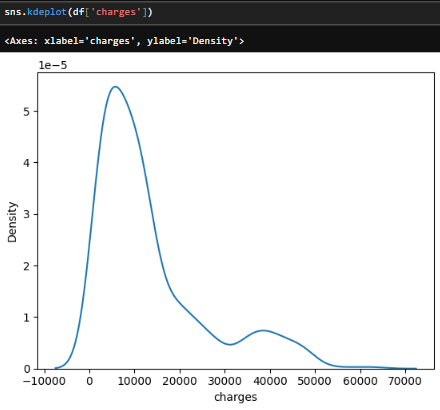 sns.kdeplot(df['charges'])
<Axes: xlabel='charges', ylabel='Density'>
1e−5
5
4
3
2
1
0
Density
−10000 0 10000 20000 30000 40000 50000 60000 70000
charges